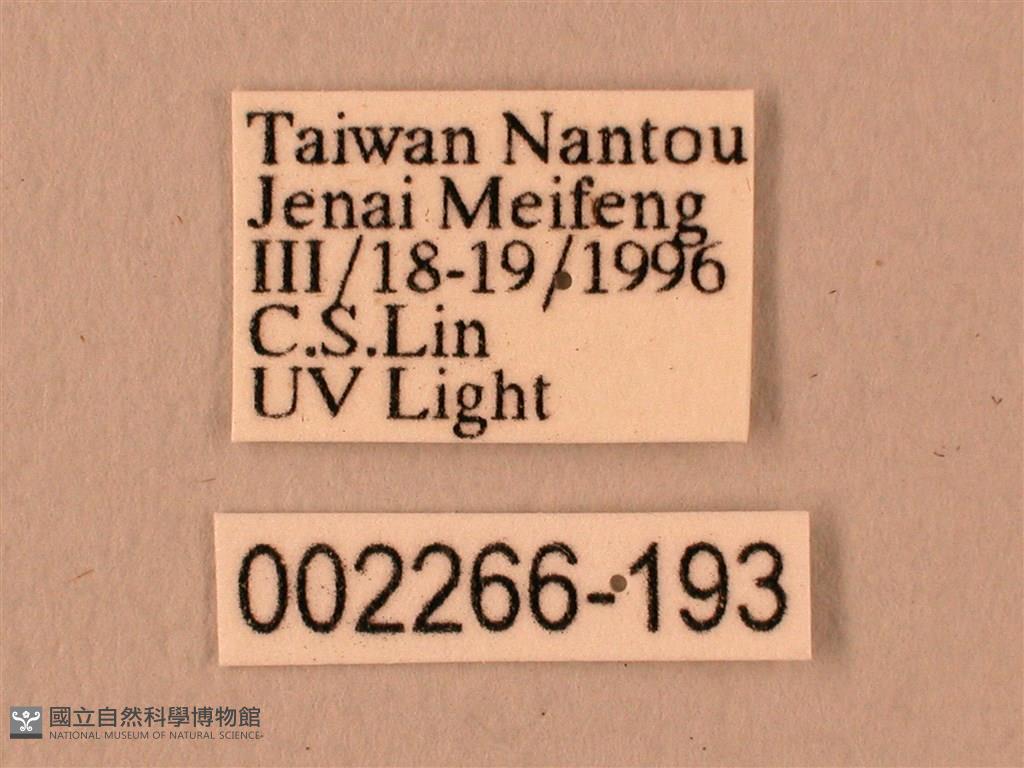 Taiwan Nantou
Jenai Meifeng
III/18-19/1996
C.S.Lin
UV Light
002266-193
國立自然科學博物館
NATIONAL MUSEUM OF NATURAL SCIENCE